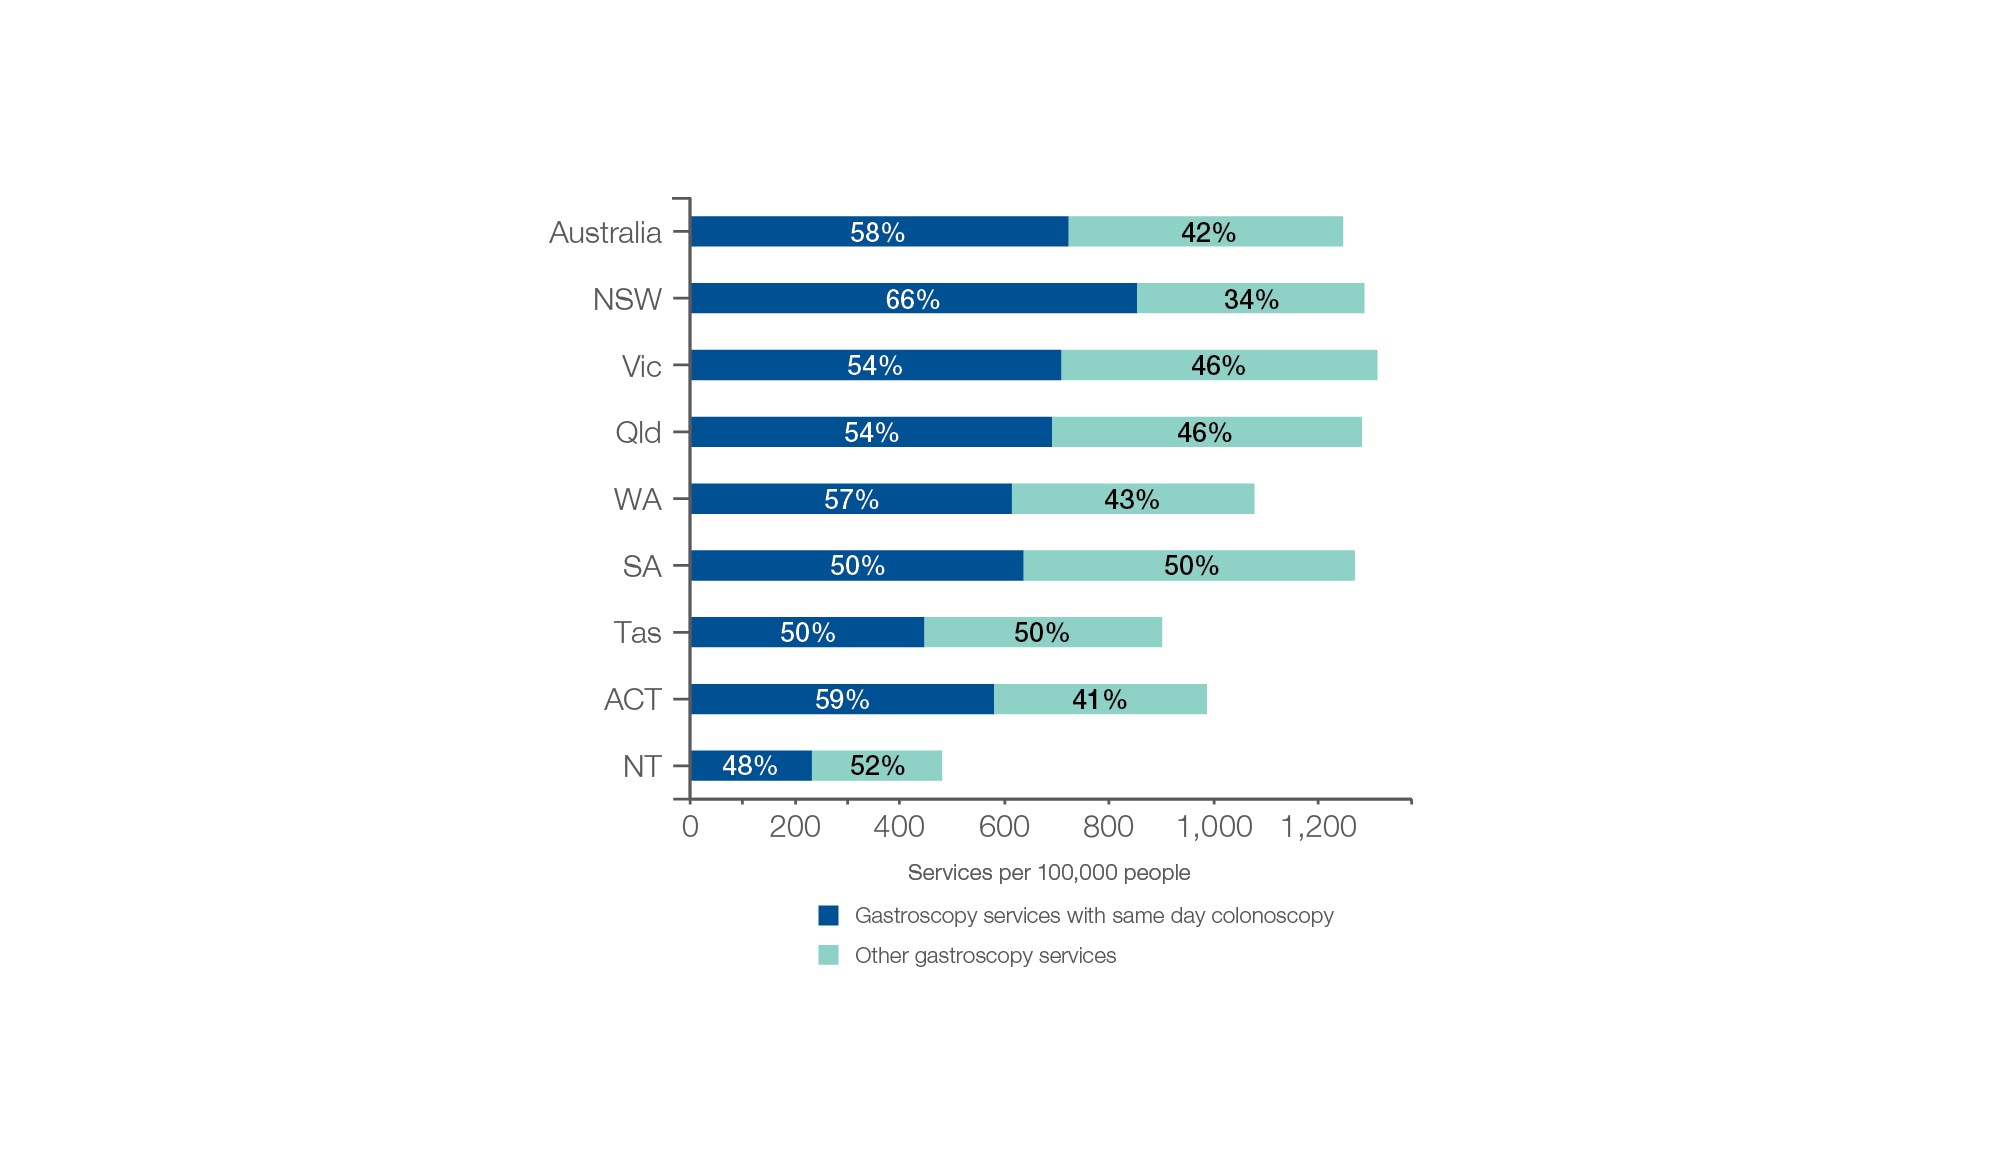 Australia 58% 42%
NSW 66% 34%
Vic 54% 46%
Qld 54% 46%
WA 57% 43%
SA 50% 50%
Tas 50% 50%
ACT 59% 41%
NT 48% 52%
0 200 400 600 800 1,000 1,200
Services per 100,000 people
Gastroscopy services with same day colonoscopy
Other gastroscopy services